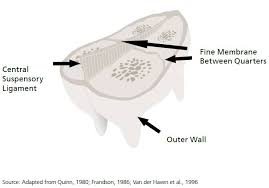 Fine Membrane
Between Quarters
Central
Suspensory
Ligament
Outer Wall
Source: Adapted from Quinn, 1980; Frandson, 1986; Van der Haven et al., 1996